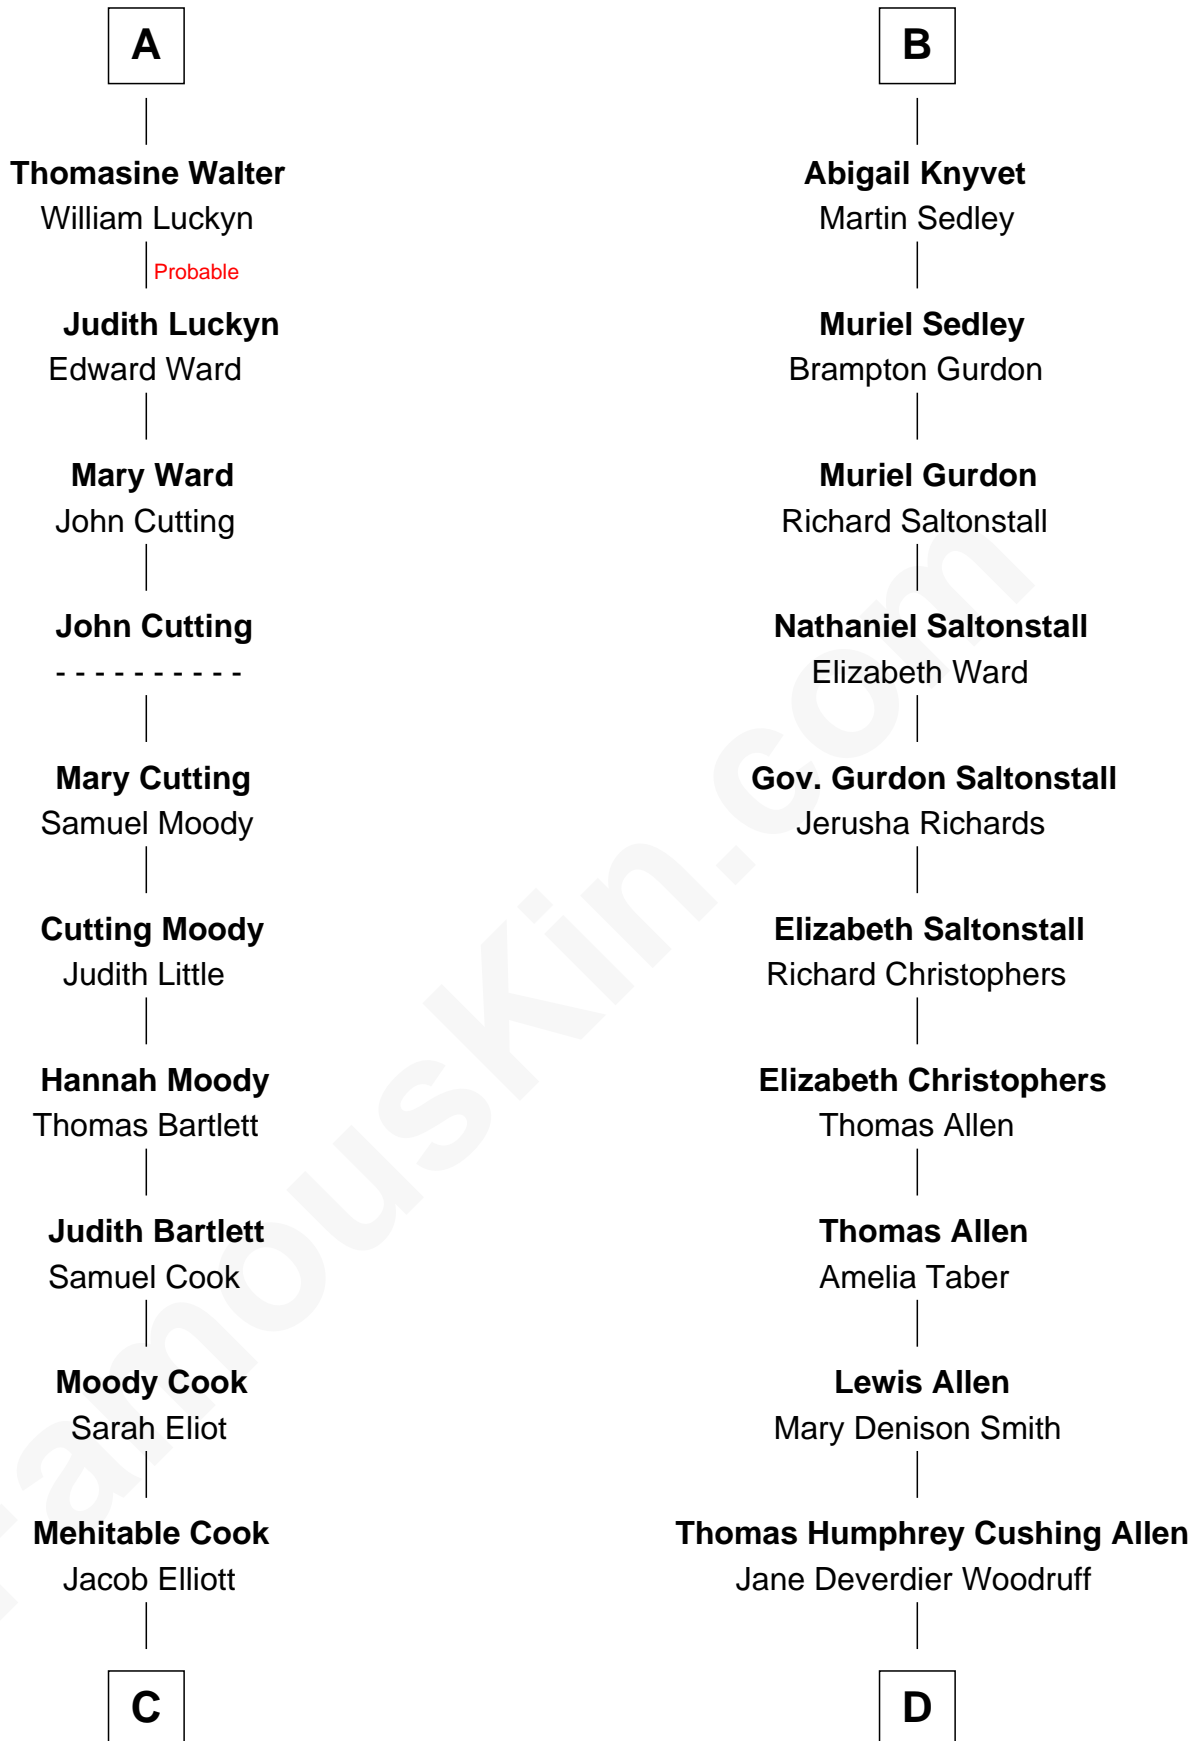 A
Thomasine Walter
William Luckyn
Probable
Judith Luckyn
Edward Ward
Mary Ward
John Cutting
John Cutting
- - - - - - - - - -
Mary Cutting
Samuel Moody
Cutting Moody
Judith Little
Hannah Moody
Thomas Bartlett
Judith Bartlett
Samuel Cook
Moody Cook
Sarah Eliot
Mehitable Cook
Jacob Elliott
C
B
Abigail Knyvet
Martin Sedley
Muriel Sedley
Brampton Gurdon
Muriel Gurdon
Richard Saltonstall
Nathaniel Saltonstall
Elizabeth Ward
Gov. Gurdon Saltonstall
Jerusha Richards
Elizabeth Saltonstall
Richard Christophers
Elizabeth Christophers
Thomas Allen
Thomas Allen
Amelia Taber
Lewis Allen
Mary Denison Smith
Thomas Humphrey Cushing Allen
Jane Deverdier Woodruff
D
FamousKin.com